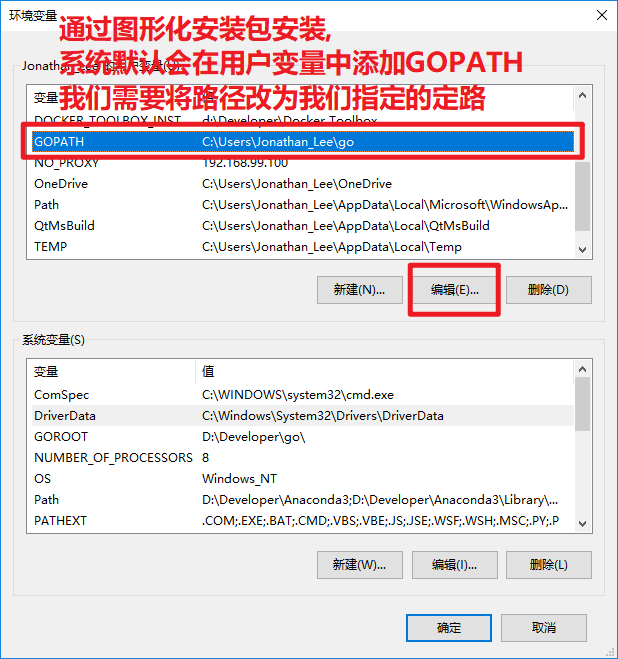 环境变量
通过图形化安装包安装,
系统默认会在用户变量中添加GOPATH
我们需要将路径改为我们指定的定路
Jonathan_Lee 的用户变量(U)
变量
DOCKER_TOOLBOX_INST... d:\Developer\Docker Toolbox
GOPATH C:\Users\Jonathan_Lee\go
NO_PROXY 192.168.99.100
OneDrive C:\Users\Jonathan_Lee\OneDrive
Path C:\Users\Jonathan_Lee\AppData\Local\Microsoft\WindowsAp...
QtMsBuild C:\Users\Jonathan_Lee\AppData\Local\QtMsBuild
TEMP C:\Users\Jonathan_Lee\AppData\Local\Temp
新建(N)... 编辑(E)... 删除(D)
系统变量(S)
变量 值
ComSpec C:\WINDOWS\system32\cmd.exe
DriverData C:\Windows\System32\Drivers\DriverData
GOROOT D:\Developer\go\
NUMBER_OF_PROCESSORS 8
OS Windows_NT
Path D:\Developer\Anaconda3;D:\Developer\Anaconda3\Library\...
PATHEXT .COM;.EXE;.BAT;.CMD;.VBS;.VBE;.JS;.JSE;.WSF;.WSH;.MSC;.PY;.P
新建(W)... 编辑(I)... 删除(L)
确定 取消